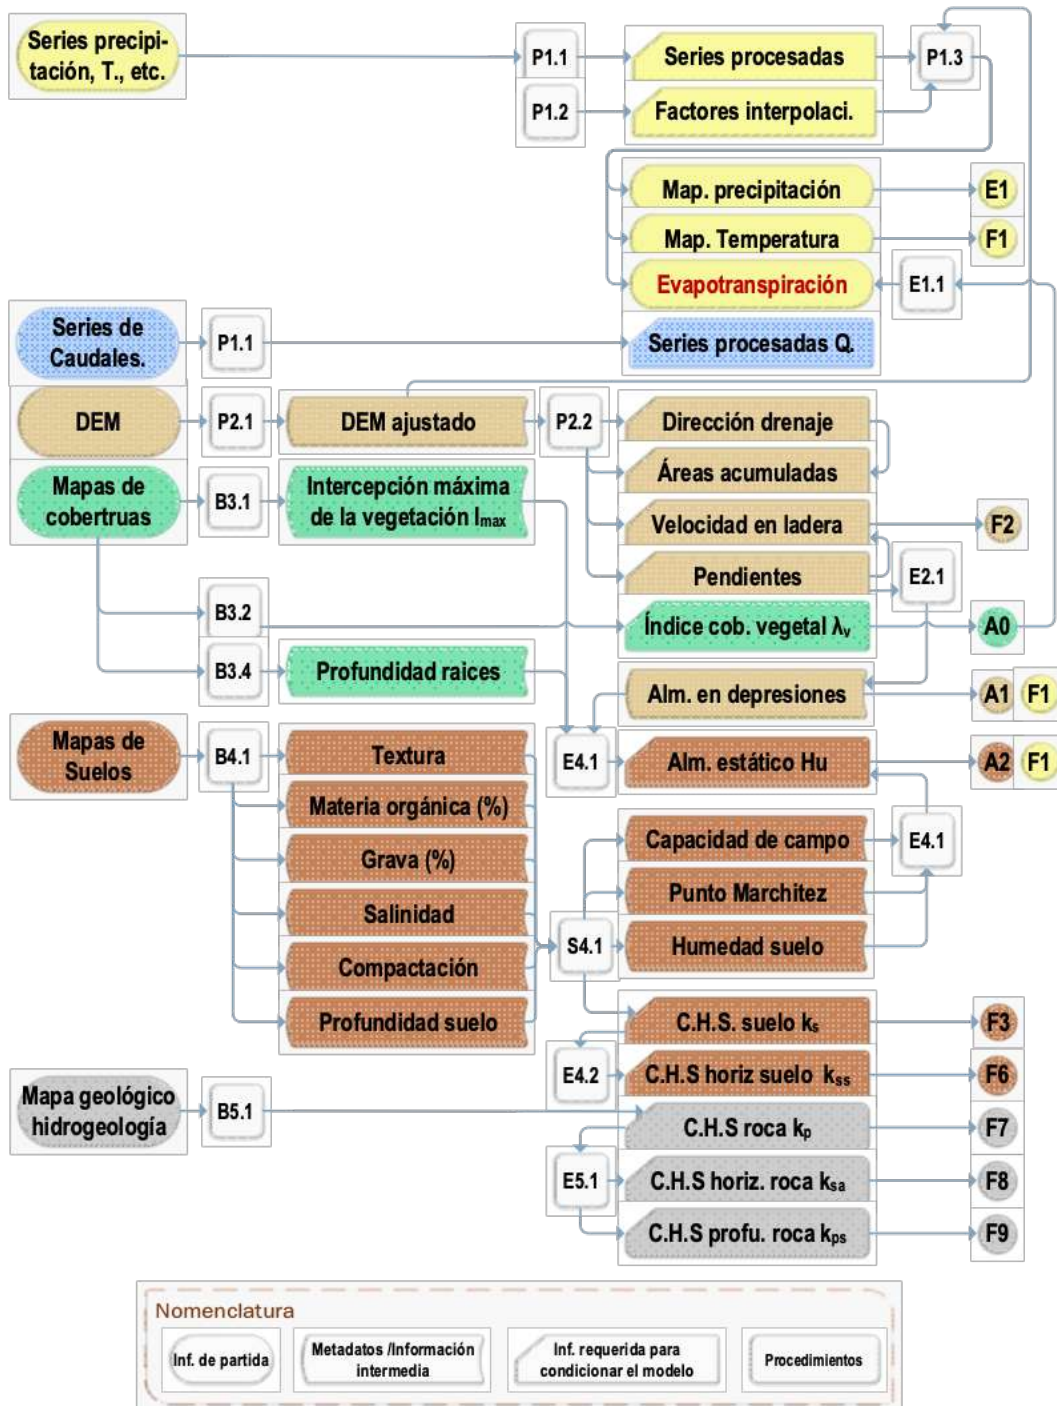 Series precipi-
tación, T., etc.
P1.1
Series procesadas
P1.3
P1.2
Factores interpolaci.
Map. precipitación
E1
Map. Temperatura
F1
Evapotranspiración
E1.1
Series de
Caudales.
P1.1
Series procesadas Q.
DEM
P2.1
DEM ajustado
P2.2
Dirección drenaje
Áreas acumuladas
Mapas de
cobertruas
B3.1
Intercepción máxima
de la vegetación Imax
Velocidad en ladera
F2
Pendientes
E2.1
B3.2
Índice cob. vegetal λv
A0
B3.4
Profundidad raices
Alm. en depresiones
A1
F1
Mapas de
Suelos
B4.1
Textura
E4.1
Alm. estático Hu
A2
F1
Materia orgánica (%)
Grava (%)
Salinidad
Compactación
Profundidad suelo
S4.1
Capacidad de campo
E4.1
Punto Marchitez
Humedad suelo
C.H.S. suelo ks
F3
E4.2
C.H.S horiz suelo kss
F6
Mapa geológico
hidrogeología
B5.1
C.H.S roca kp
F7
E5.1
C.H.S horiz. roca ksa
F8
C.H.S profu. roca kps
F9
Nomenclatura
Inf. de partida
Metadatos /Información
intermedia
Inf. requerida para
condicionar el modelo
Procedimientos